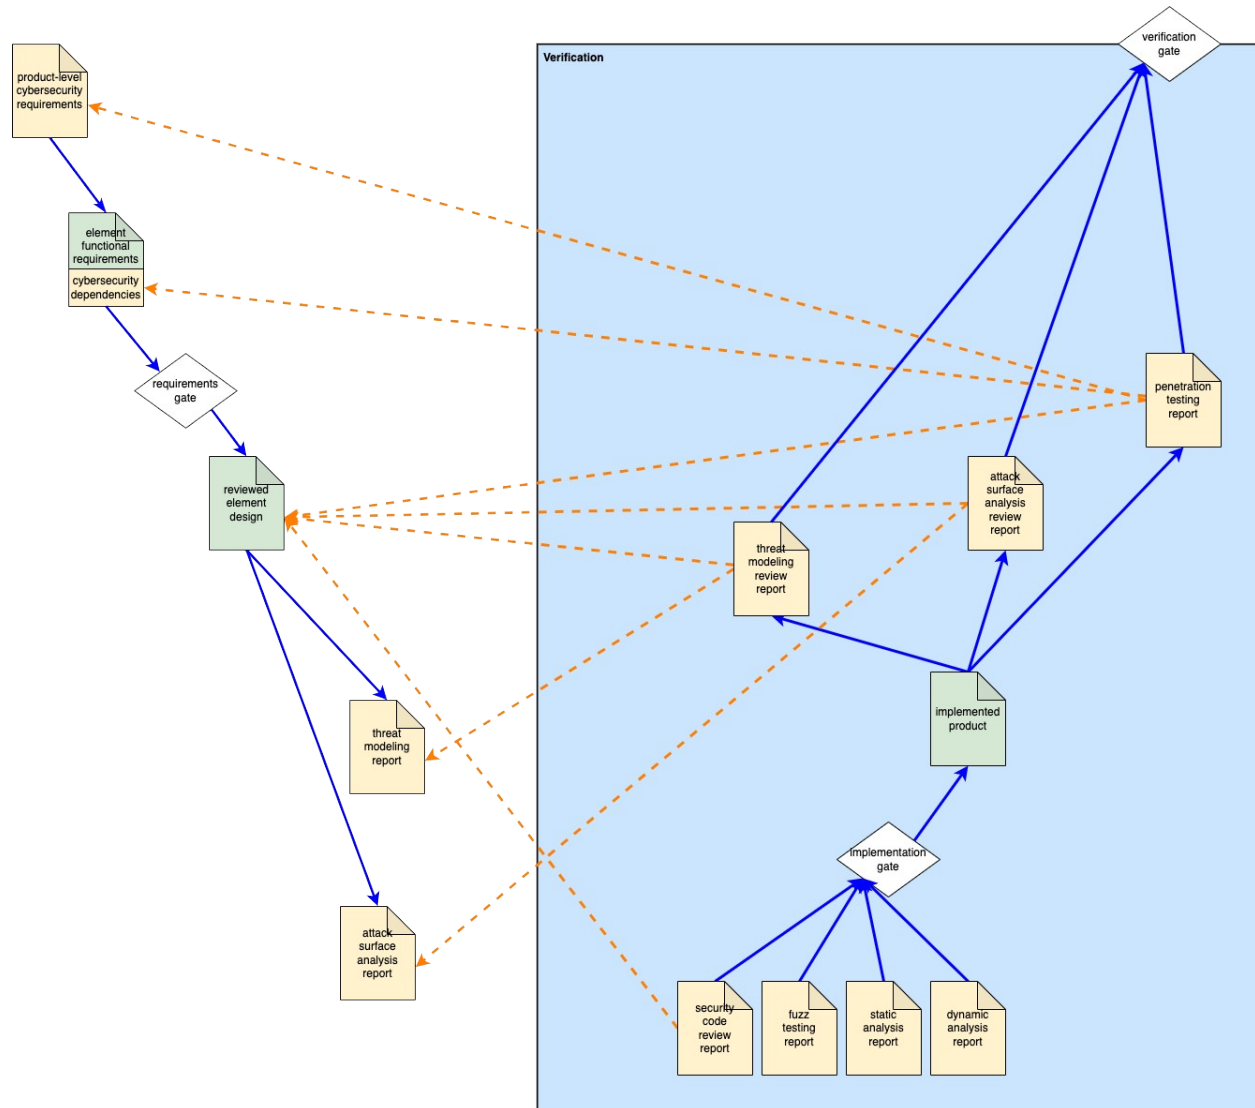 verification
gate
Verification
product-level
cybersecurity
requirements
element
functional
requirements
cybersecurity
dependencies
requirements
gate
penetration
testing
report
reviewed
element
design
attack
surface
analysis
review
report
threat
modeling
review
report
threat
modeling
report
implemented
product
implementation
gate
attack
surface
analysis
report
security
code
review
report
fuzz
testing
report
static
analysis
report
dynamic
analysis
report